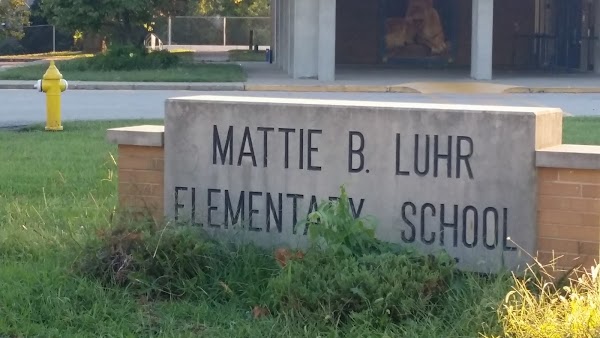 MATTIE B. LUHR
ELEMENTARY SCHOOL